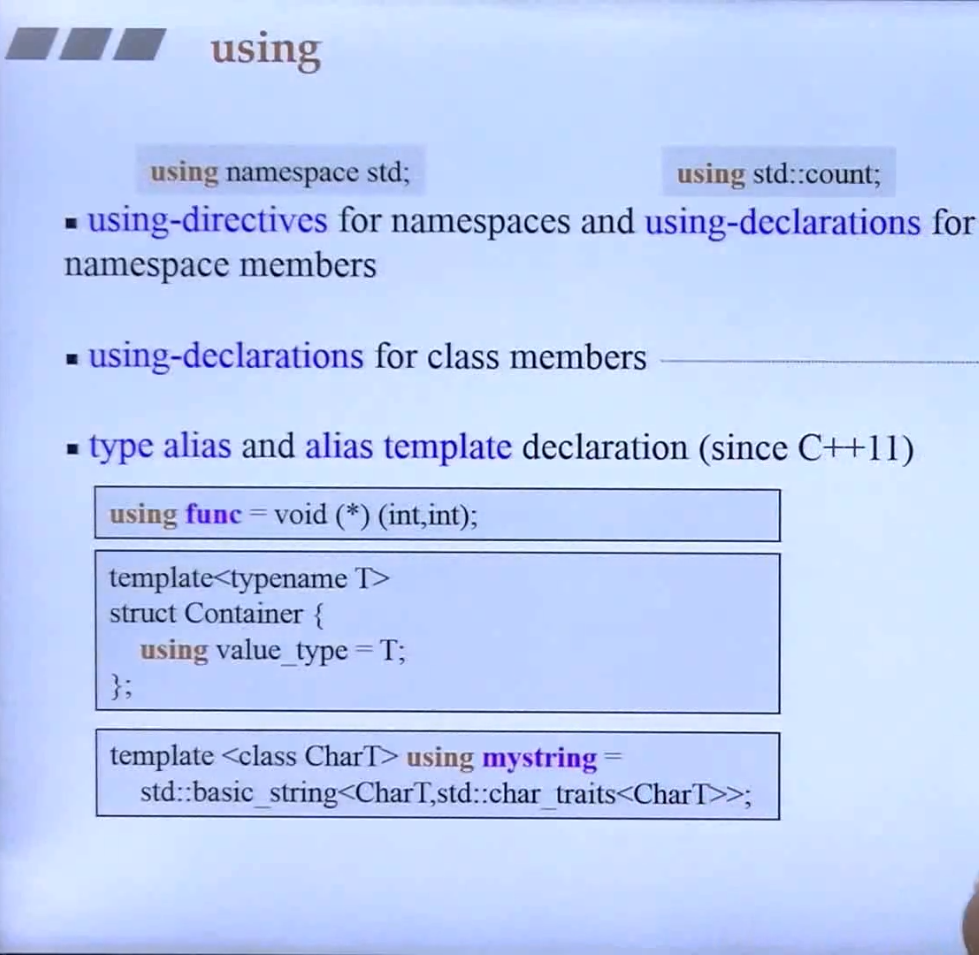 using
using namespace std;
using std::count;
▪ using-directives for namespaces and using-declarations for
namespace members
▪ using-declarations for class members
▪ type alias and alias template declaration (since C++11)
using func = void (*) (int,int);
template<typename T>
struct Container {
using value_type = T;
};
template <class CharT> using mystring =
std::basic_string<CharT,std::char_traits<CharT>>;